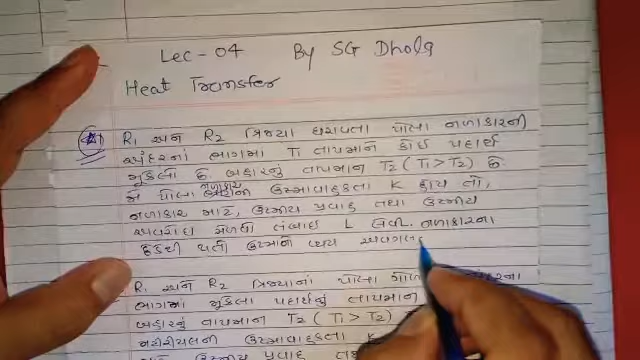 Lec - 04 By SG Dhola
Heat Transfer
R1 અને R2 ત્રિજ્યા ધરાવતા પોલા નળાકારની
અંદરનાં ભાગમાં T1 તાપમાને કોઈ પદાર્થ
મૂકેલો છે બહારનું તાપમાન T2 ( T1 > T2 ) છે
જો પોલા નળાકાર ઉષ્માવાહકતા K હોય તો,
નળાકાર માટે, ઉષ્મીય પ્રવાહ તથા ઉષ્મીય
અવરોધ મેળવો લંબાઇ L લેવી. નળાકારના
છેડેથી થતી ઉષ્માનો વ્યય અવગણ
R1 અને R2 ત્રિજ્યાનાં પોલા
ભાગમાં મૂકેલા પદાર્થનું તાપમાન
બહારનું તાપમાન T2 ( T1 > T2 )
મટીરીયલની ઉષ્માવાહકતા K
માટે ઉષ્મીય પ્રવાહ